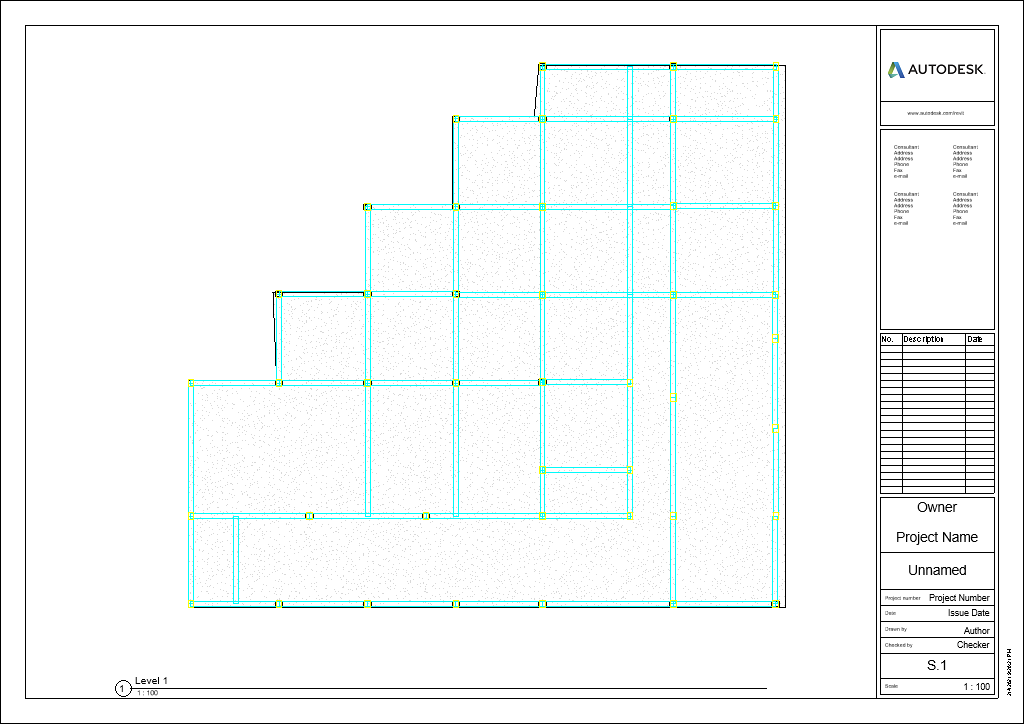 AUTODESK
www.autodesk.com/revit
Consultant
Address
Address
Phone
Fax
e-mail
Consultant
Address
Address
Phone
Fax
e-mail
Consultant
Address
Address
Phone
Fax
e-mail
Consultant
Address
Address
Phone
Fax
e-mail
No. Description Date
Owner
Project Name
Unnamed
Project number Project Number
Date Issue Date
Drawn by Author
Checked by Checker
S.1
Scale 1 : 100
1 Level 1
1 : 100